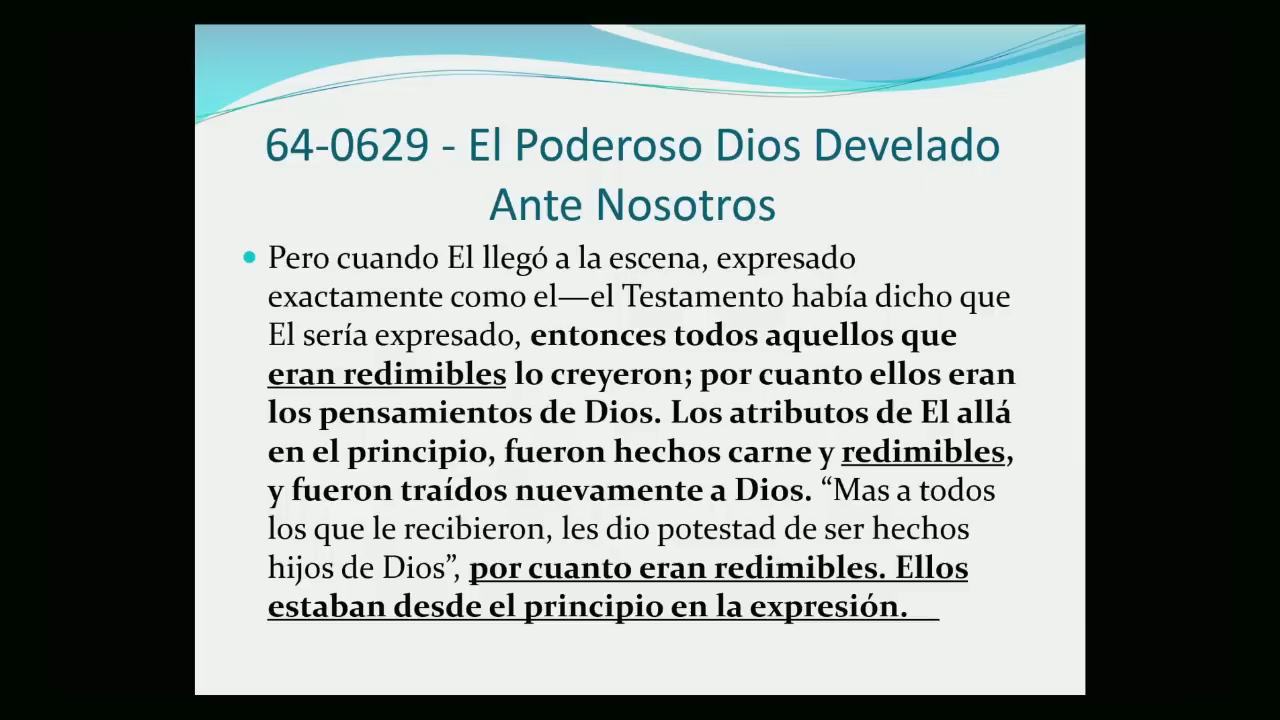 64-0629 - El Poderoso Dios Develado
Ante Nosotros
• Pero cuando El llegó a la escena, expresado
exactamente como el—el Testamento había dicho que
El sería expresado, entonces todos aquellos que
eran redimibles lo creyeron; por cuanto ellos eran
los pensamientos de Dios. Los atributos de El allá
en el principio, fueron hechos carne y redimibles,
y fueron traídos nuevamente a Dios. “Mas a todos
los que le recibieron, les dio potestad de ser hechos
hijos de Dios”, por cuanto eran redimibles. Ellos
estaban desde el principio en la expresión.